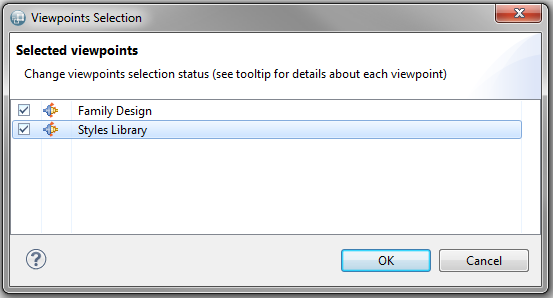 Viewpoints Selection
Selected viewpoints
Change viewpoints selection status (see tooltip for details about each viewpoint)
Family Design
Styles Library
?
OK
Cancel